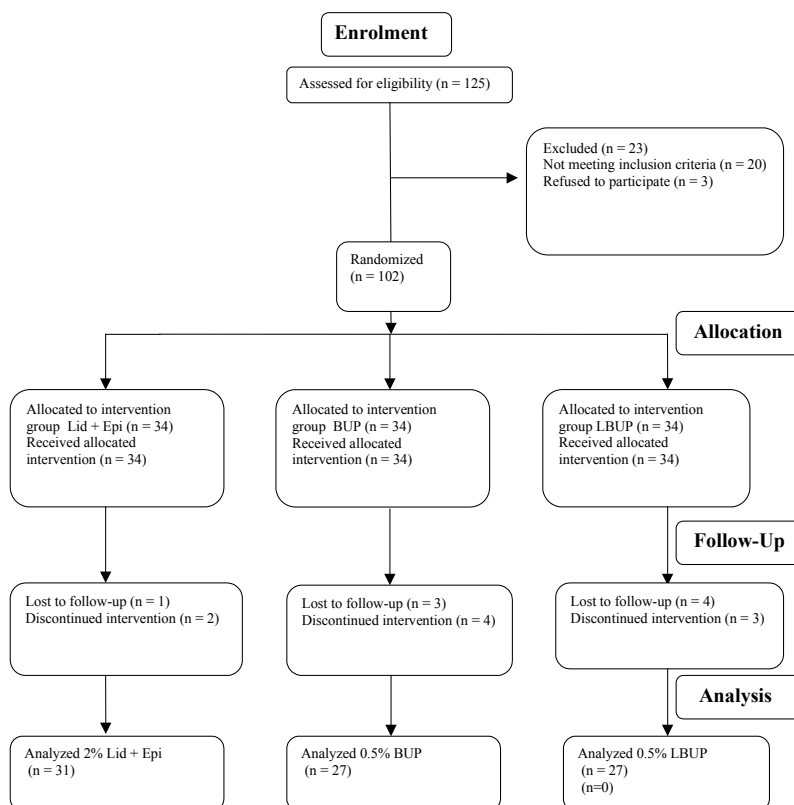 Enrolment
Assessed for eligibility (n = 125)
Excluded (n = 23)
Not meeting inclusion criteria (n = 20)
Refused to participate (n = 3)
Randomized
(n = 102)
Allocation
Allocated to intervention
group Lid + Epi (n = 34)
Received allocated
intervention (n = 34)
Allocated to intervention
group BUP (n = 34)
Received allocated
intervention (n = 34)
Allocated to intervention
group LBUP (n = 34)
Received allocated
intervention (n = 34)
Follow-Up
Lost to follow-up (n = 1)
Discontinued intervention (n = 2)
Lost to follow-up (n = 3)
Discontinued intervention (n = 4)
Lost to follow-up (n = 4)
Discontinued intervention (n = 3)
Analysis
Analyzed 2% Lid + Epi
(n = 31)
Analyzed 0.5% BUP
(n = 27)
Analyzed 0.5% LBUP
(n = 27)
(n=0)